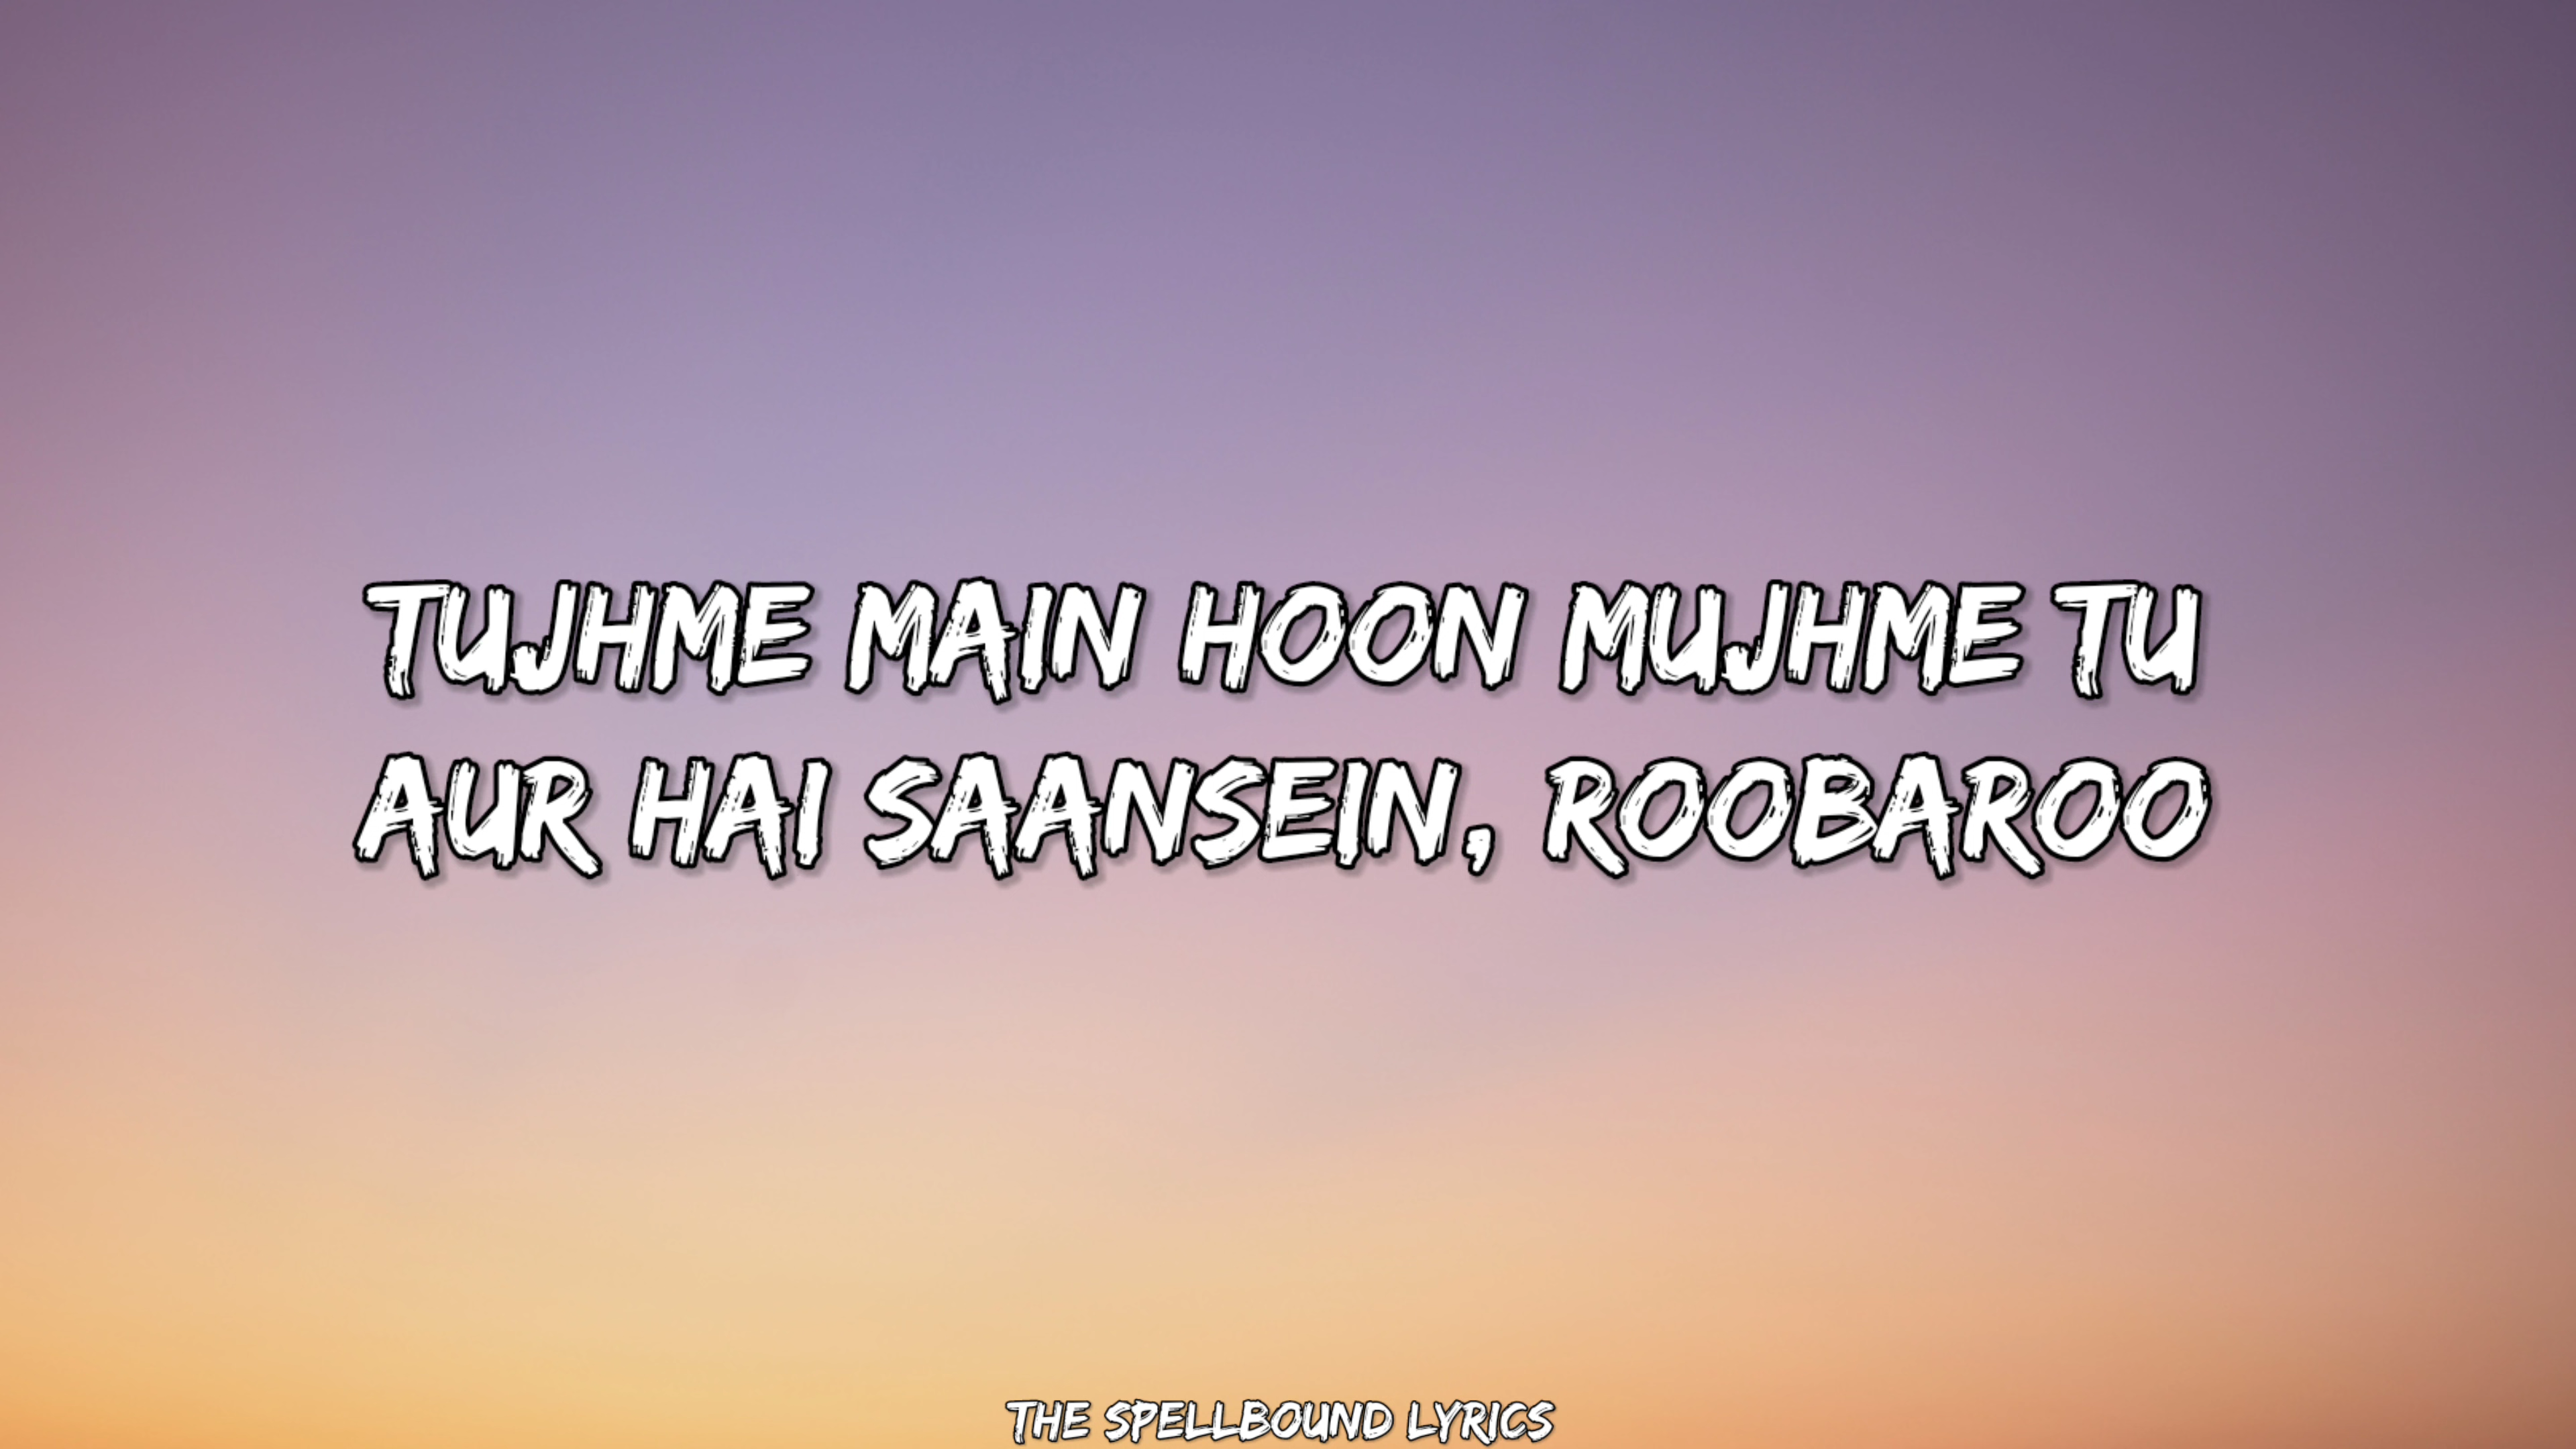 TUJHME MAIN HOON MUJHME TU
AUR HAI SAANSEIN, ROOBAROO
THE SPELLBOUND LYRICS